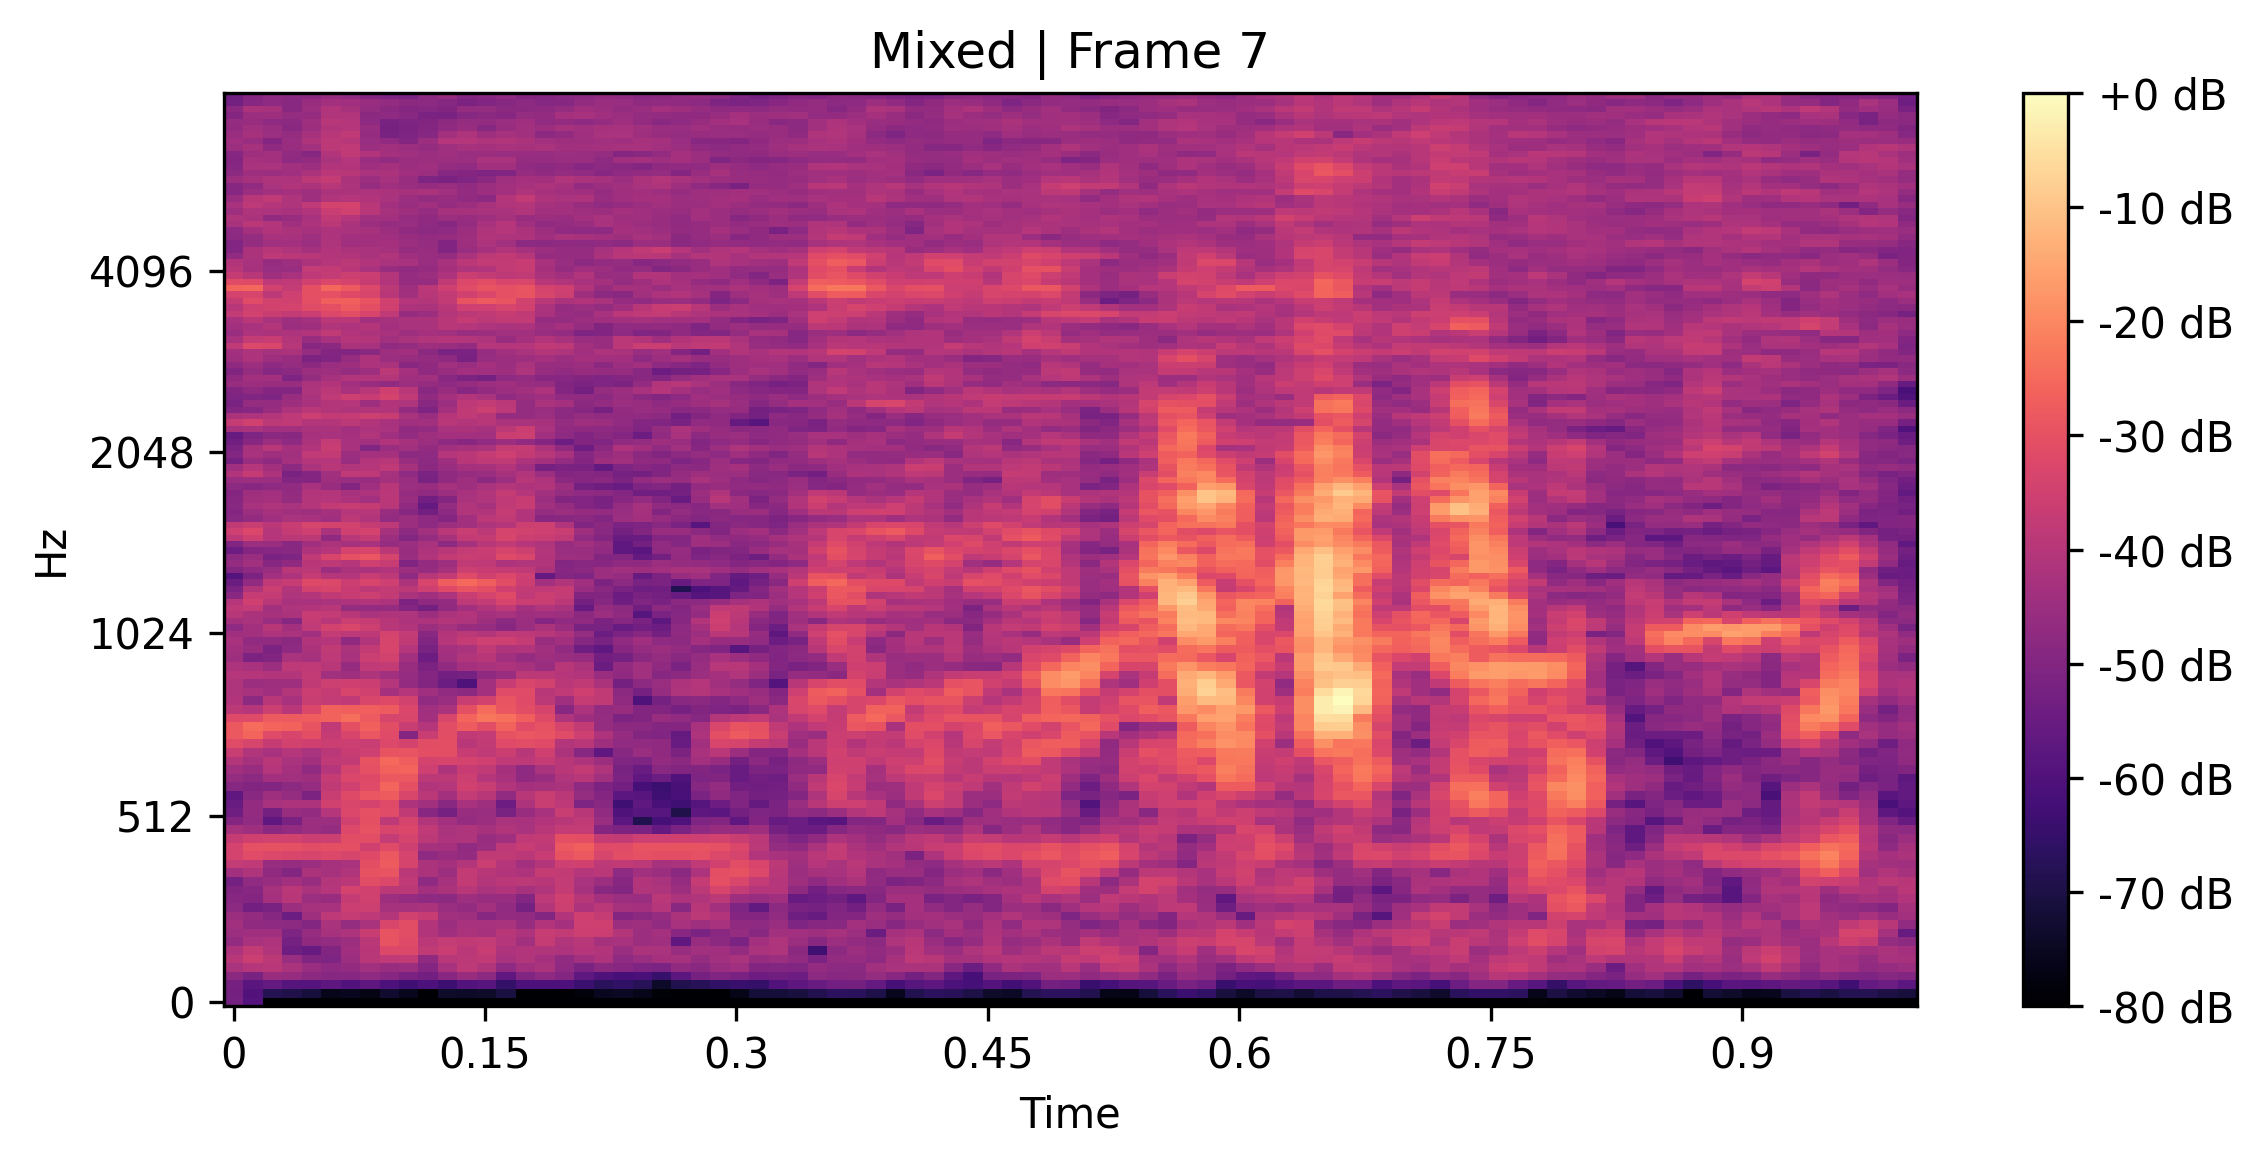 Mixed | Frame 7
+0 dB
-10 dB
-20 dB
-30 dB
-40 dB
-50 dB
-60 dB
-70 dB
-80 dB
Hz
4096
2048
1024
512
0
0 0.15 0.3 0.45 0.6 0.75 0.9
Time